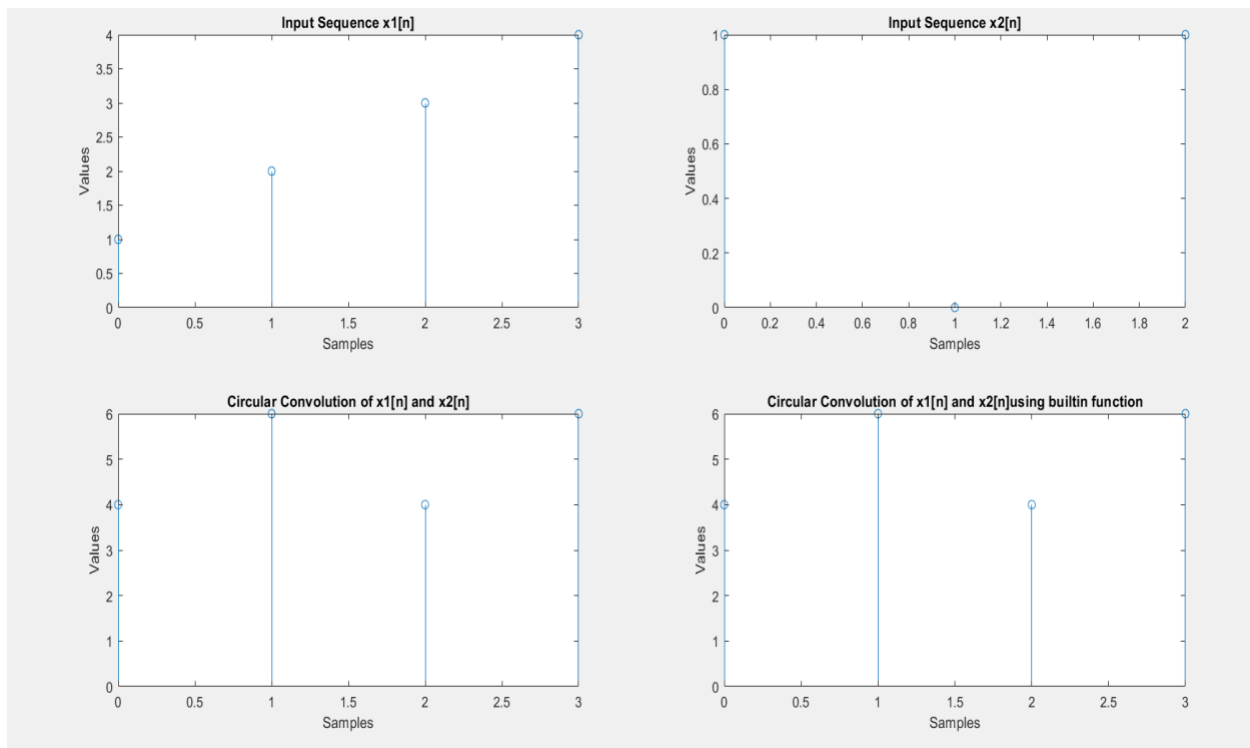 Input Sequence x1[n]
4
3.5
3
2.5
2
1.5
1
0.5
0
Values
0 0.5 1 1.5 2 2.5 3
Samples
Input Sequence x2[n]
1
0.8
0.6
0.4
0.2
0
Values
0 0.2 0.4 0.6 0.8 1 1.2 1.4 1.6 1.8 2
Samples
Circular Convolution of x1[n] and x2[n]
6
5
4
3
2
1
0
Values
0 0.5 1 1.5 2 2.5 3
Samples
Circular Convolution of x1[n] and x2[n]using builtin function
6
5
4
3
2
1
0
Values
0 0.5 1 1.5 2 2.5 3
Samples